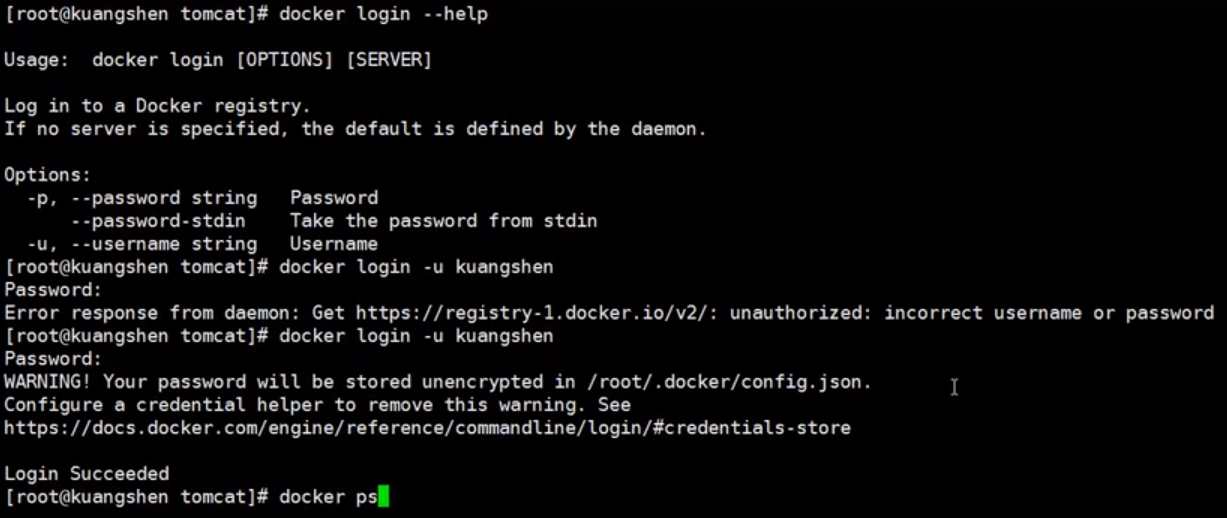 [root@kuangshen tomcat]# docker login --help
Usage:  docker login [OPTIONS] [SERVER]
Log in to a Docker registry.
If no server is specified, the default is defined by the daemon.
Options:
  -p, --password string   Password
      --password-stdin    Take the password from stdin
  -u, --username string   Username
[root@kuangshen tomcat]# docker login -u kuangshen
Password:
Error response from daemon: Get https://registry-1.docker.io/v2/: unauthorized: incorrect username or password
[root@kuangshen tomcat]# docker login -u kuangshen
Password:
WARNING! Your password will be stored unencrypted in /root/.docker/config.json.
Configure a credential helper to remove this warning. See
https://docs.docker.com/engine/reference/commandline/login/#credentials-store
Login Succeeded
[root@kuangshen tomcat]# docker ps